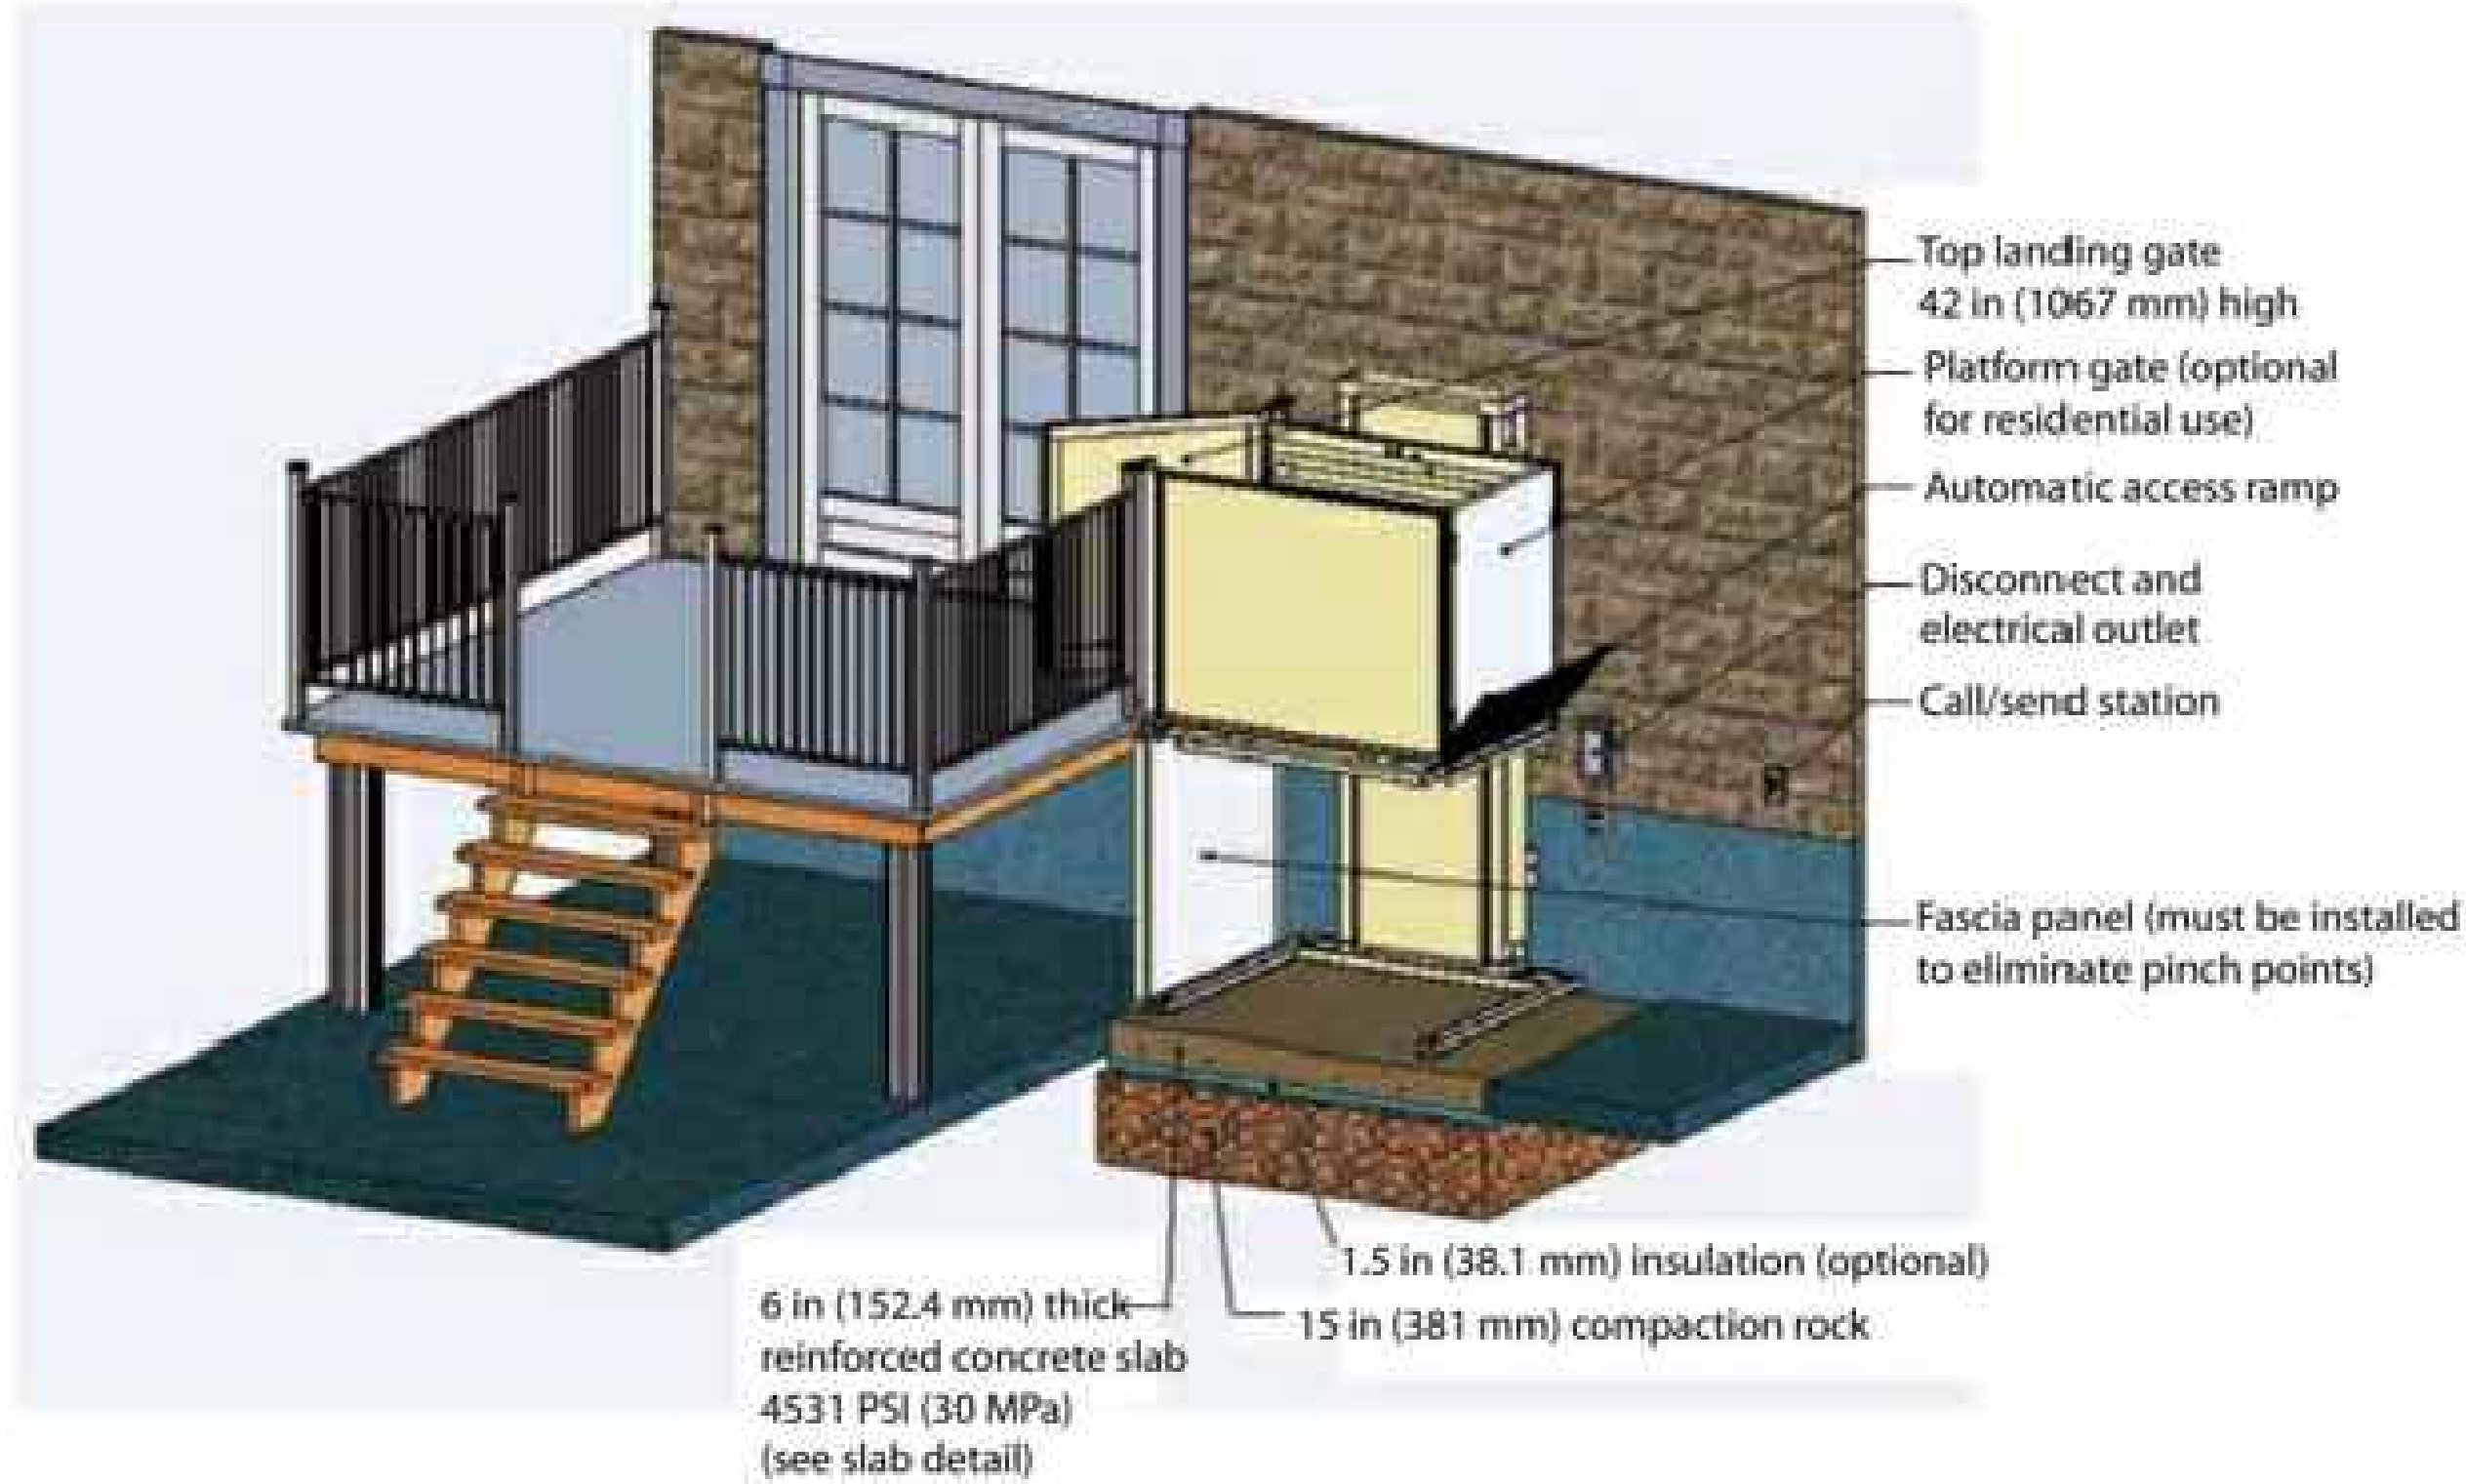 Top landing gate
42 in (1067 mm) high
Platform gate (optional
for residential use)
Automatic access ramp
Disconnect and
electrical outlet
Call/send station
Fascia panel (must be installed
to eliminate pinch points)
1.5 in (38.1 mm) insulation (optional)
15 in (381 mm) compaction rock
6 in (152.4 mm) thick
reinforced concrete slab
4531 PSI (30 MPa)
(see slab detail)